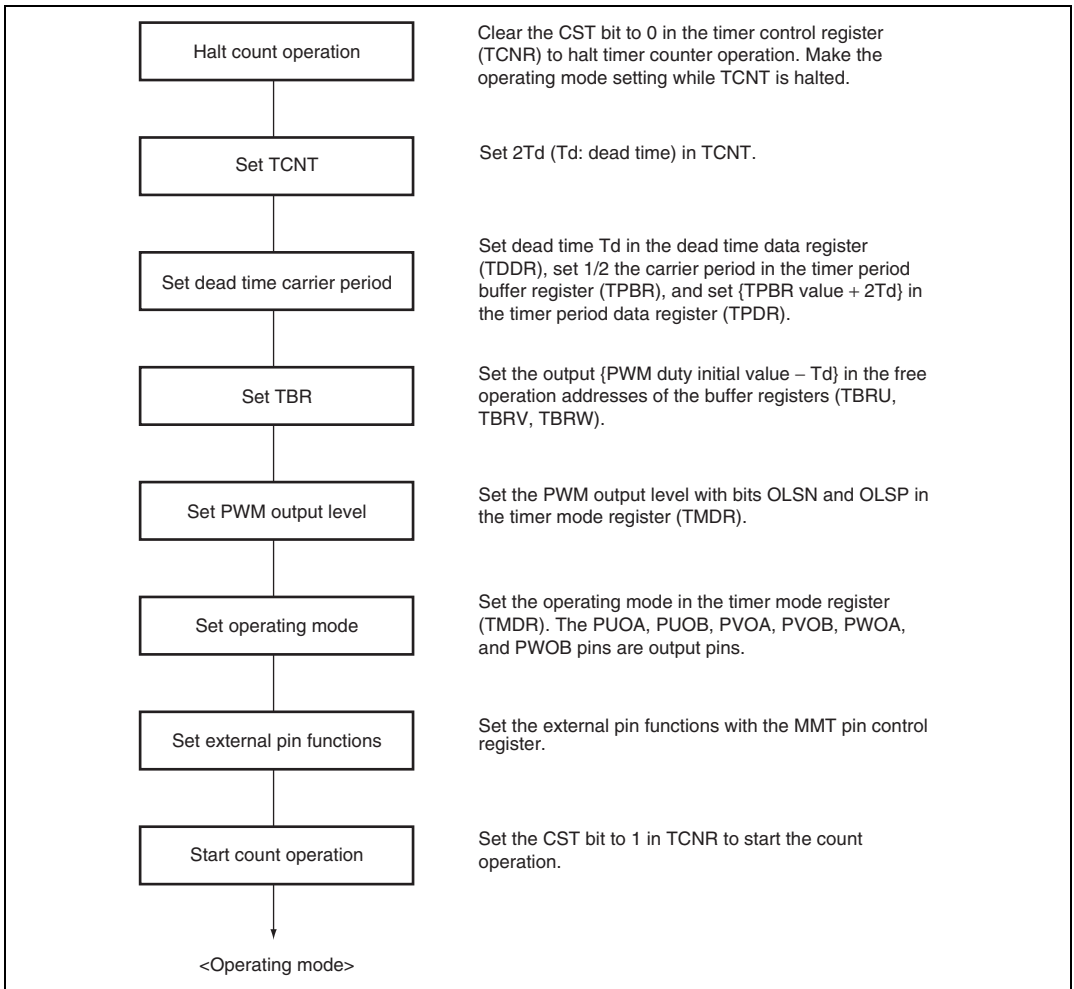 Halt count operation
Clear the CST bit to 0 in the timer control register
(TCNR) to halt timer counter operation. Make the
operating mode setting while TCNT is halted.
Set TCNT
Set 2Td (Td: dead time) in TCNT.
Set dead time carrier period
Set dead time Td in the dead time data register
(TDDR), set 1/2 the carrier period in the timer period
buffer register (TPBR), and set {TPBR value + 2Td} in
the timer period data register (TPDR).
Set TBR
Set the output {PWM duty initial value − Td} in the free
operation addresses of the buffer registers (TBRU,
TBRV, TBRW).
Set PWM output level
Set the PWM output level with bits OLSN and OLSP in
the timer mode register (TMDR).
Set operating mode
Set the operating mode in the timer mode register
(TMDR). The PUOA, PUOB, PVOA, PVOB, PWOA,
and PWOB pins are output pins.
Set external pin functions
Set the external pin functions with the MMT pin control
register.
Start count operation
Set the CST bit to 1 in TCNR to start the count
operation.
<Operating mode>